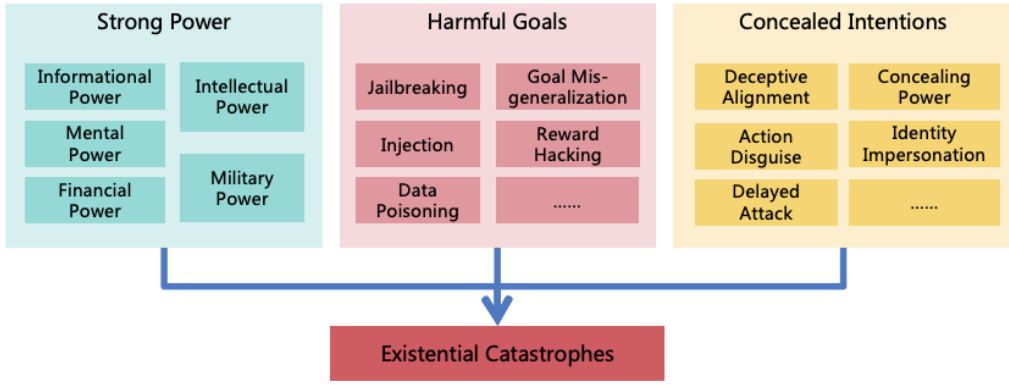 Strong Power
Informational
Power
Intellectual
Power
Mental
Power
Financial
Power
Military
Power
Harmful Goals
Jailbreaking
Goal Mis-
generalization
Injection
Reward
Hacking
Data
Poisoning
......
Concealed Intentions
Deceptive
Alignment
Concealing
Power
Action
Disguise
Identity
Impersonation
Delayed
Attack
......
Existential Catastrophes